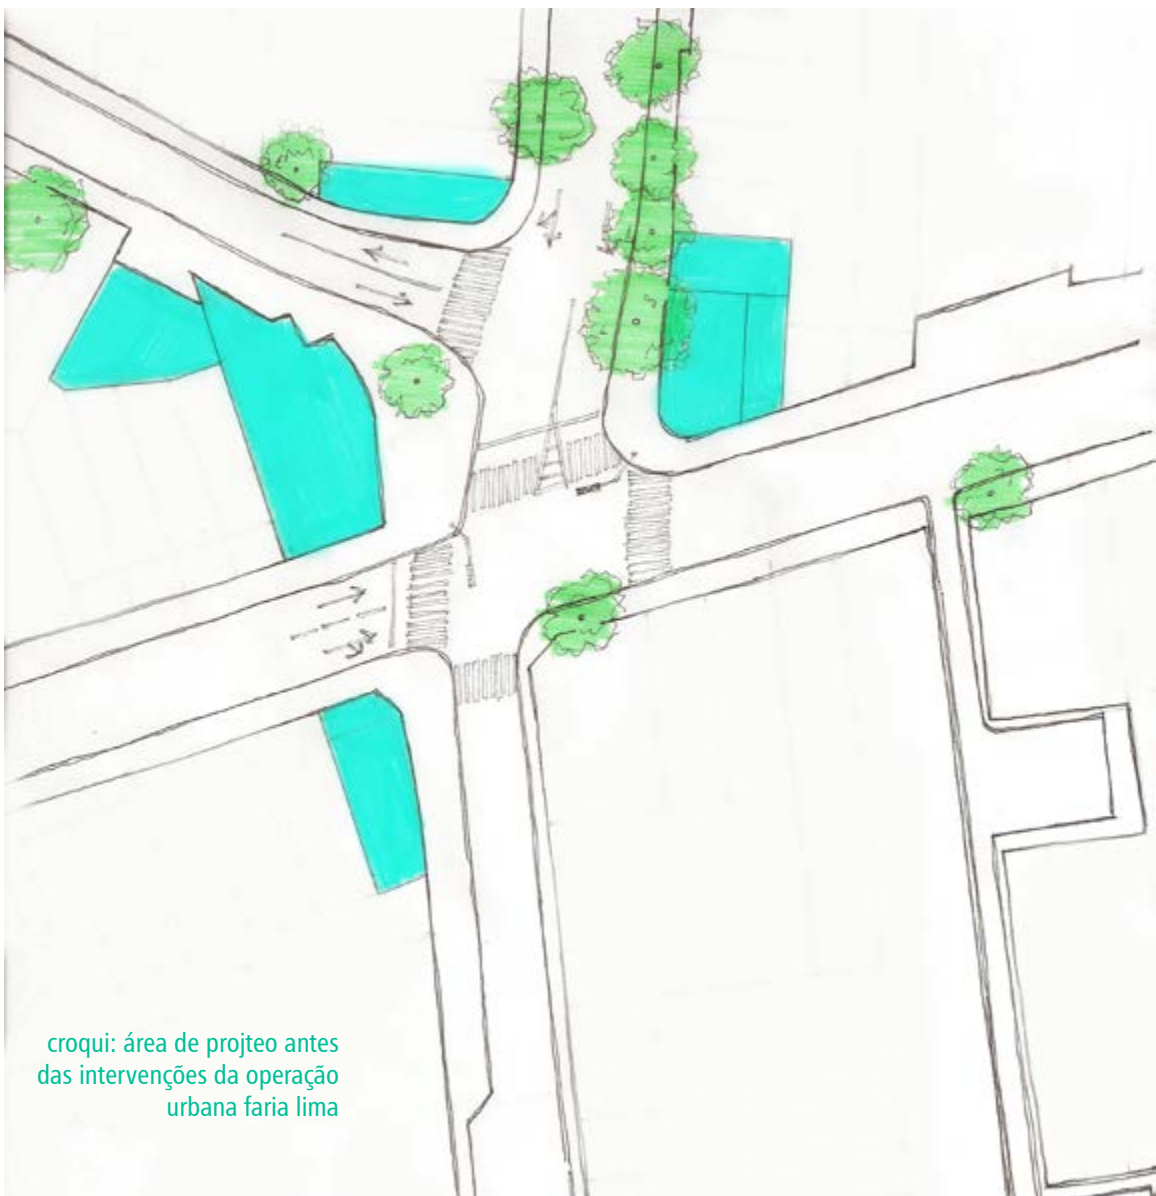 croqui: área de projteo antes
das intervenções da operação
urbana faria lima